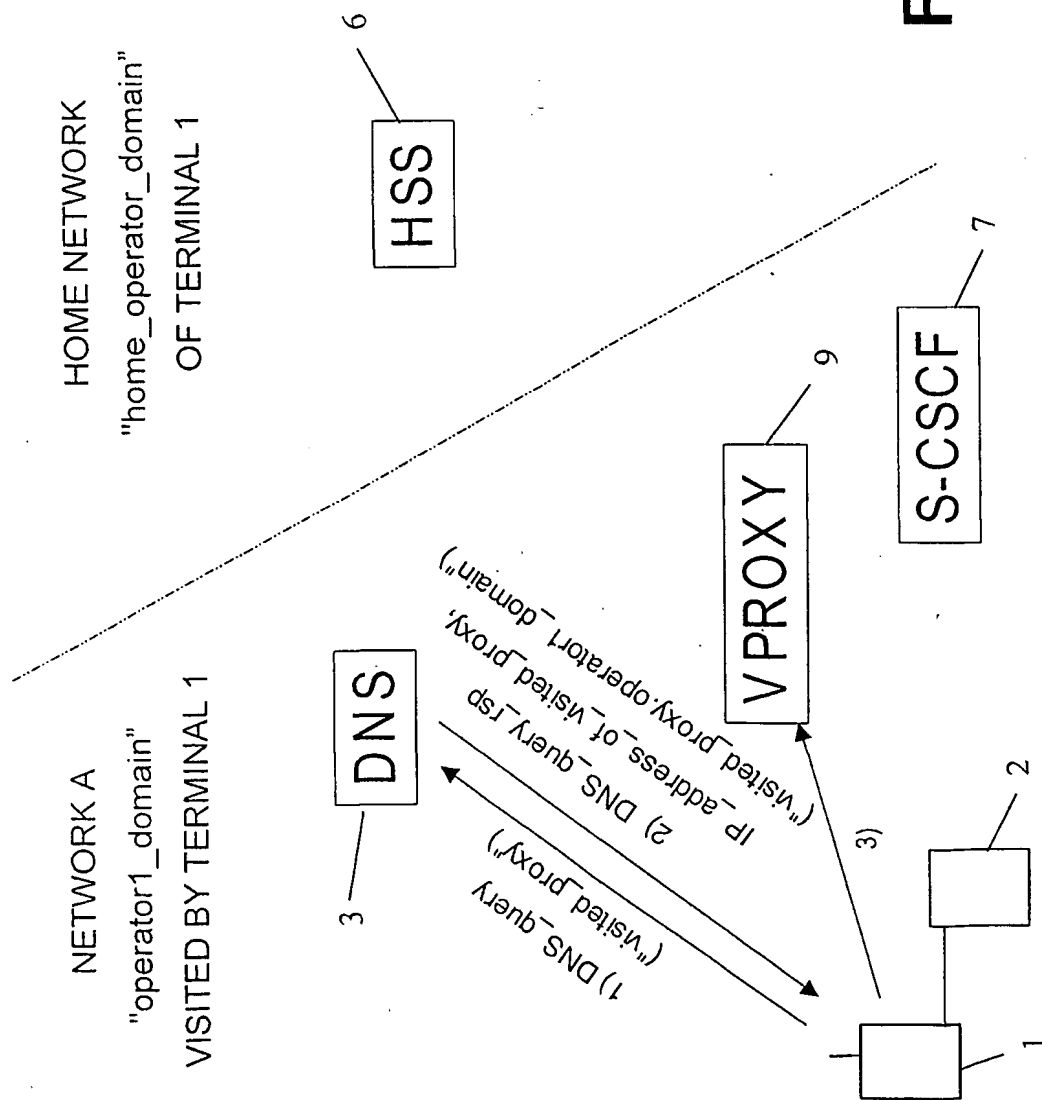 NETWORK A
"operator1_domain"
VISITED BY TERMINAL 1
HOME NETWORK
"home_operator_domain"
OF TERMINAL 1
6
HSS
DNS
3
1) DNS_query
("visited_proxy")
2) DNS_query_rsp
IP_address_of_visited_proxy,
("visited_proxy.operator1_domain")
3)
VPROXY
9
S-CSCF
7
1
2
F